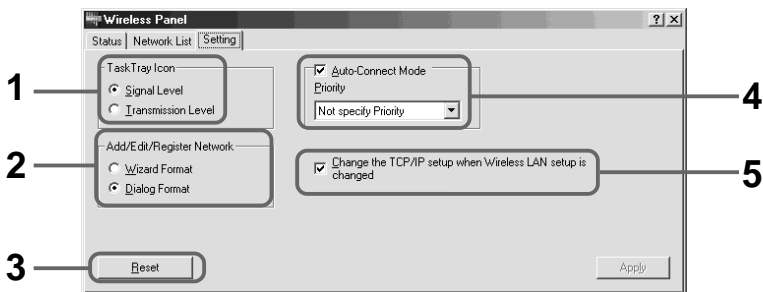 Wireless Panel
? ×
Status Network List Setting
1
TaskTray Icon
Signal Level
Transmission Level
2
Add/Edit/Register Network
Wizard Format
Dialog Format
3
Reset
Auto-Connect Mode
Priority
Not specify Priority
4
Change the TCP/IP setup when Wireless LAN setup is
changed
5
Apply